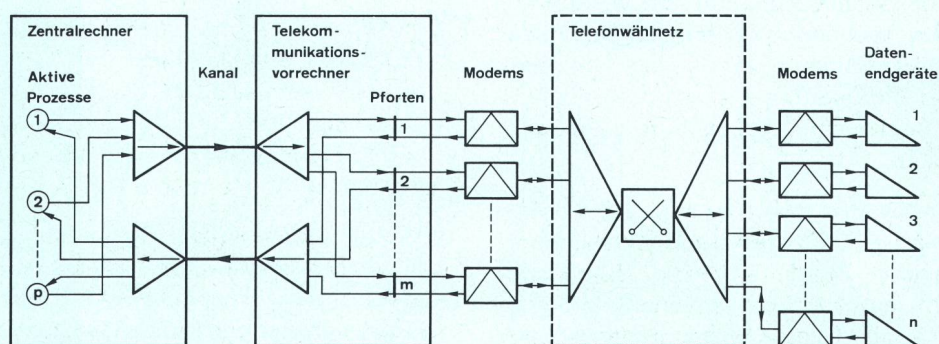 Zentralrechner
Aktive
Prozesse
1
2
p
Kanal
Telekom-
munikations-
vorrechner
Pforten
1
2
m
Modems
Telefonwählnetz
Modems
Daten-
endgeräte
1
2
3
n